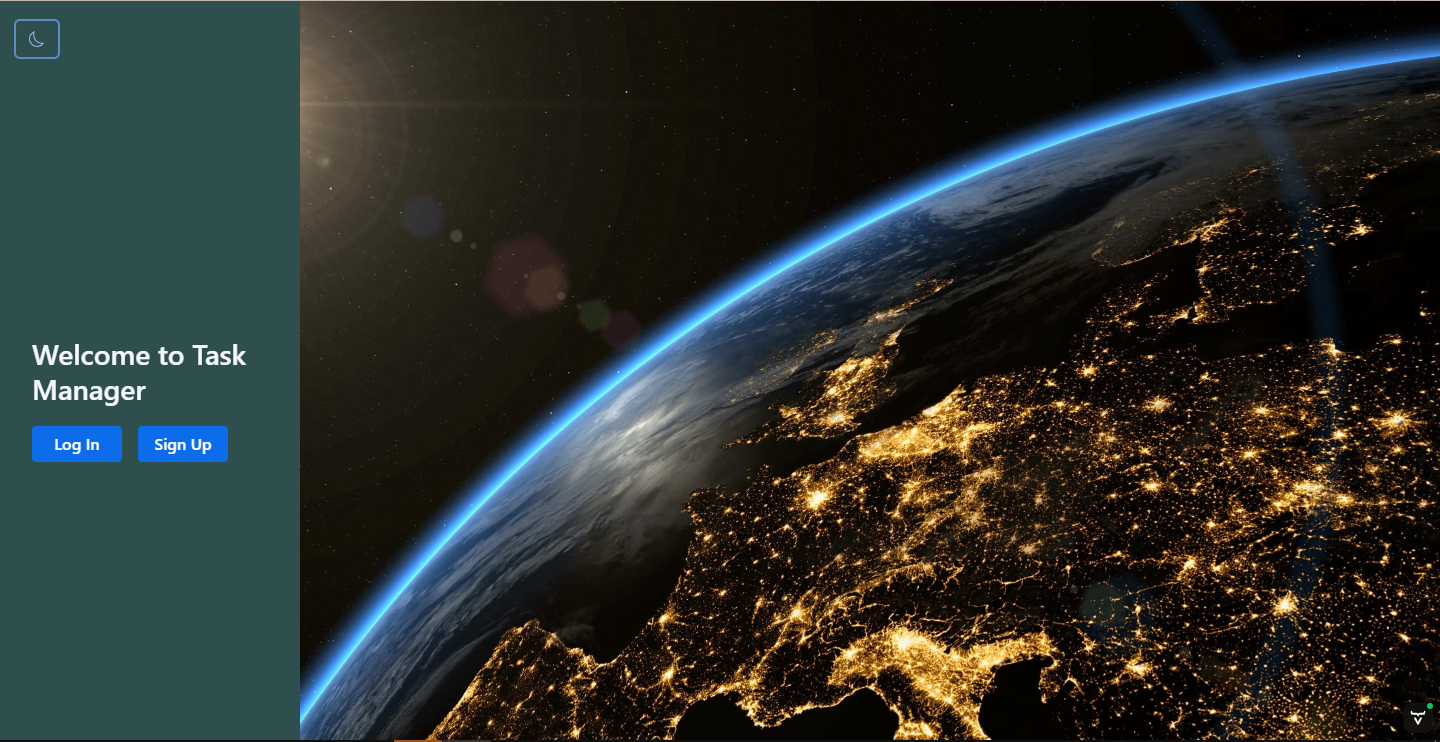 Welcome to Task
Manager
Log In
Sign Up